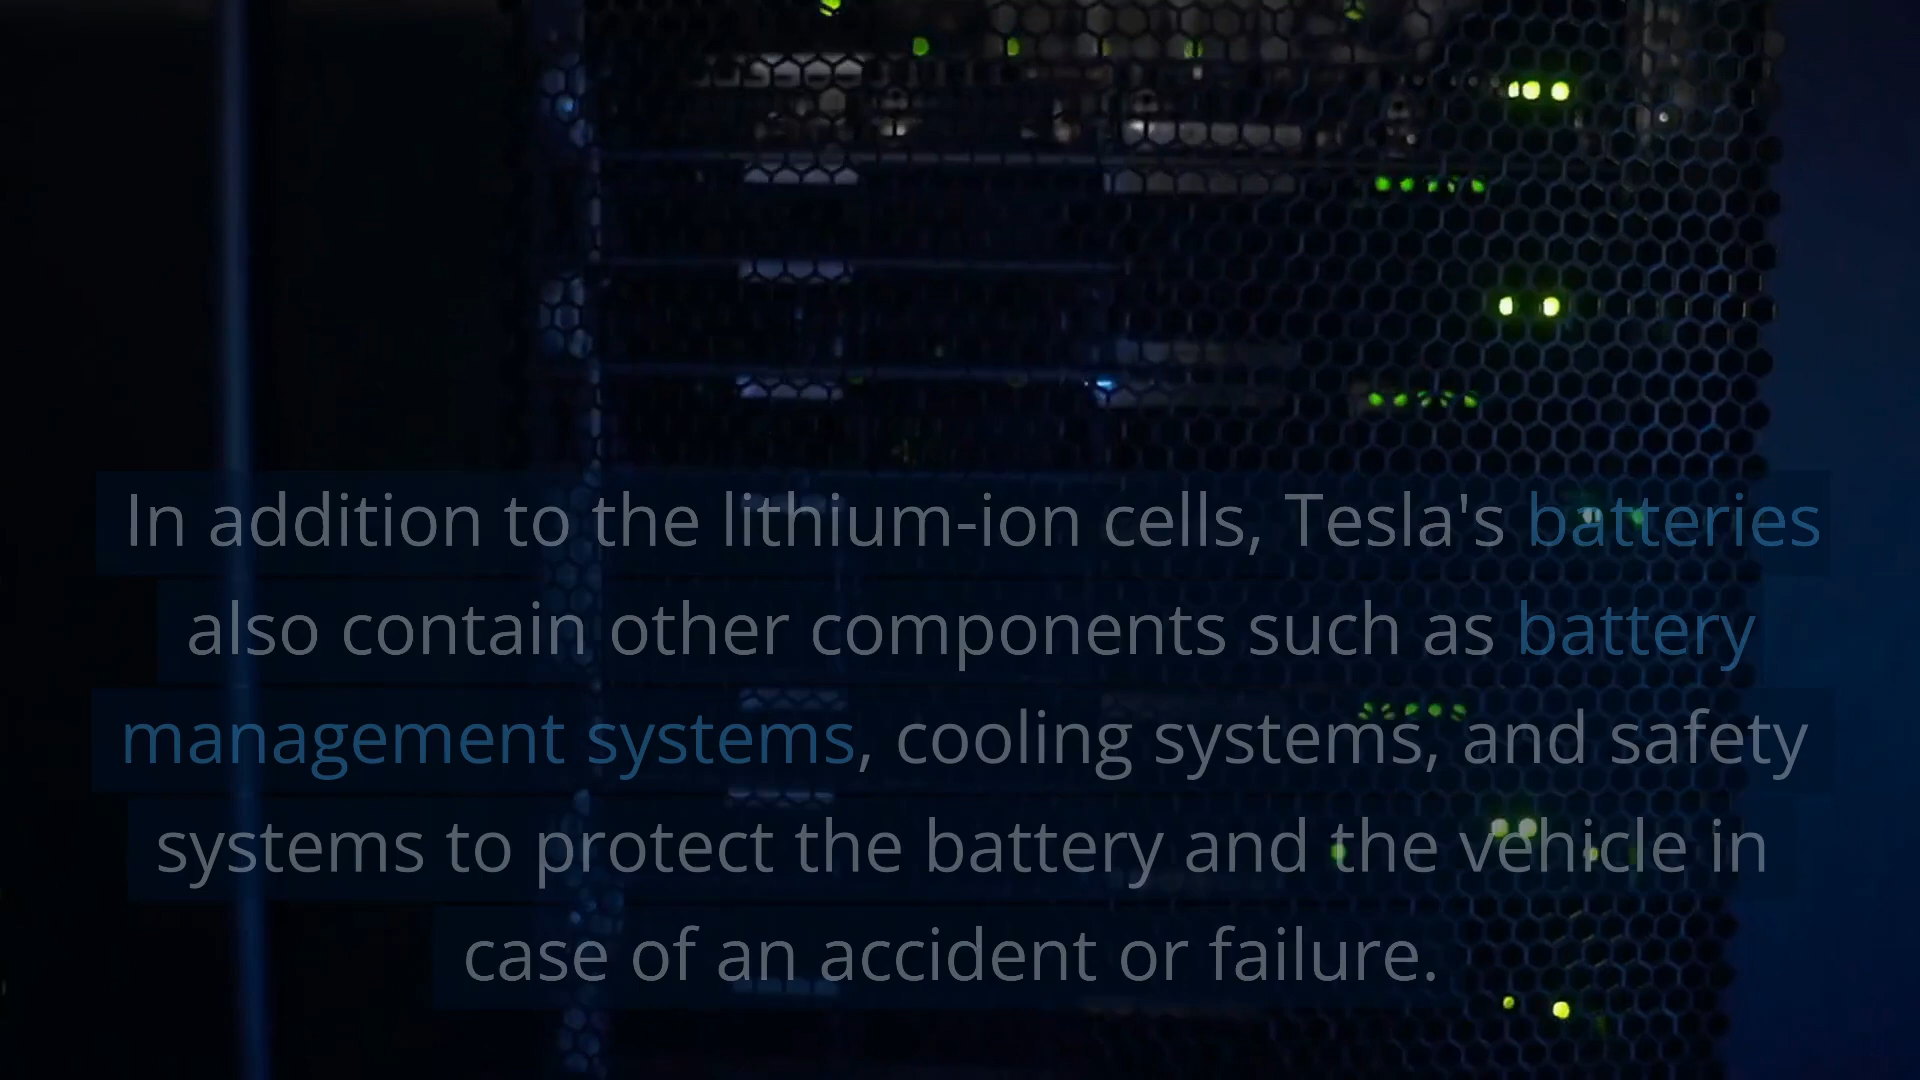 In addition to the lithium-ion cells, Tesla's batteries
also contain other components such as battery
management systems, cooling systems, and safety
systems to protect the battery and the vehicle in
case of an accident or failure.